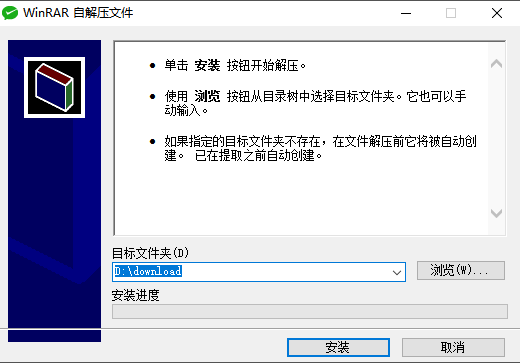 WinRAR 自解压文件
• 单击 安装 按钮开始解压。
• 使用 浏览 按钮从目录树中选择目标文件夹。它也可以手
动输入。
• 如果指定的目标文件夹不存在，在文件解压前它将被自动创
建。 已在提取之前自动创建。
目标文件夹(D)
D:\download
浏览(W)...
安装进度
安装
取消